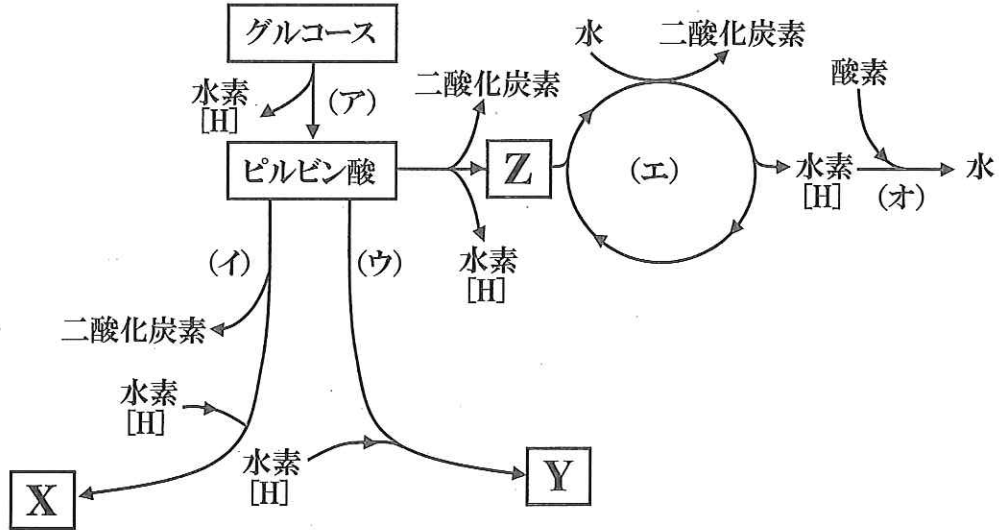 グルコース
水素
[H]
(ア)
ピルビン酸
二酸化炭素
Z
水素
[H]
水
二酸化炭素
(エ)
酸素
水素
[H]
(オ)
水
(イ)
(ウ)
二酸化炭素
水素
[H]
水素
[H]
X
Y